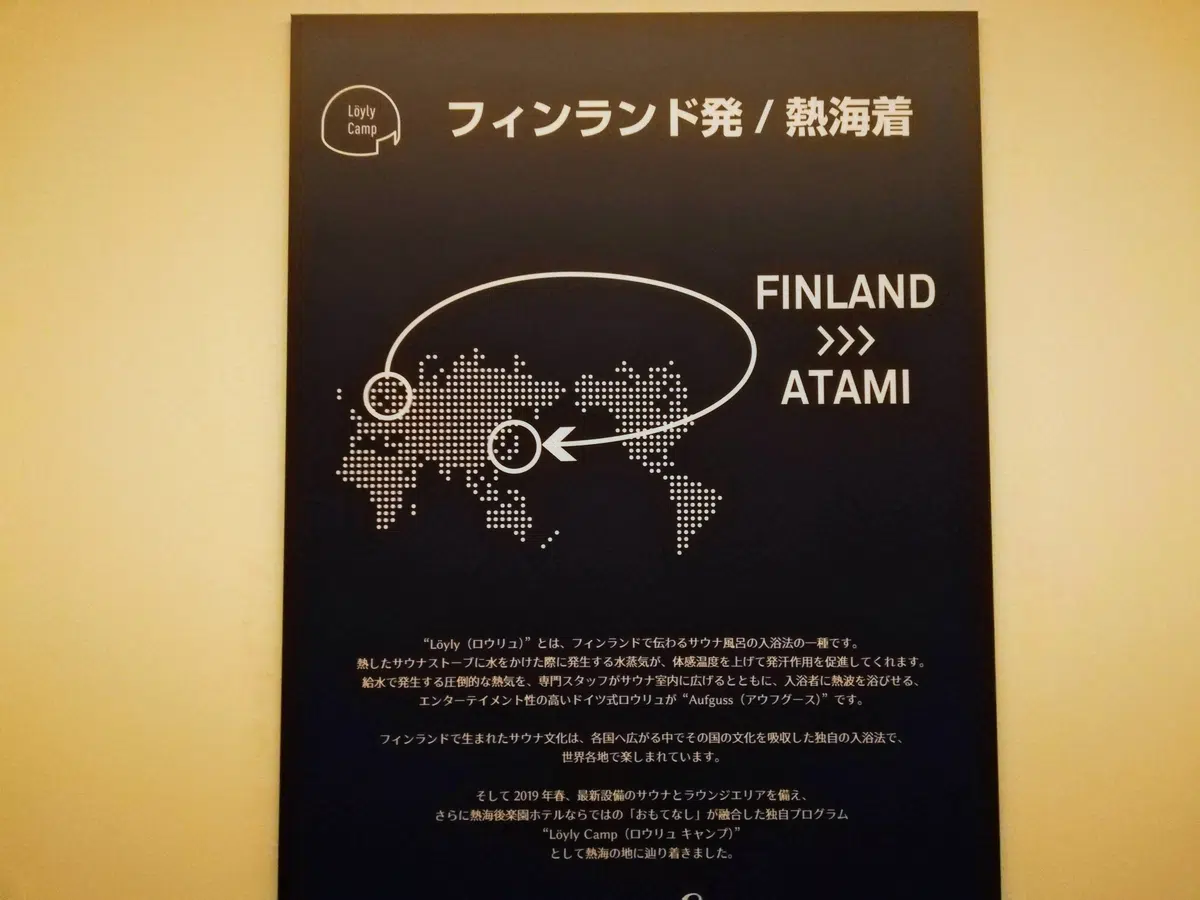 Löyly
Camp
フィンランド発 / 熱海着
FINLAND
>>>
ATAMI
“Löyly（ロウリュ）” とは、フィンランドで伝わるサウナ風呂の入浴法の一種です。
熱したサウナストーブに水をかけた際に発生する水蒸気が、体感温度を上げて発汗作用を促進してくれます。
給水で発生する圧倒的な熱気を、専門スタッフがサウナ室内に広げるとともに、入浴者に熱波を浴びせる、
エンターテイメント性の高いドイツ式ロウリュが “Aufguss（アウフグース）” です。
フィンランドで生まれたサウナ文化は、各国へ広がる中でその国の文化を吸収した独自の入浴法で、
世界各地で楽しまれています。
そして 2019 年春、最新設備のサウナとラウンジエリアを備え、
さらに熱海後楽園ホテルならではの「おもてなし」が融合した独自プログラム
“Löyly Camp（ロウリュ キャンプ）”
として熱海の地に辿り着きました。